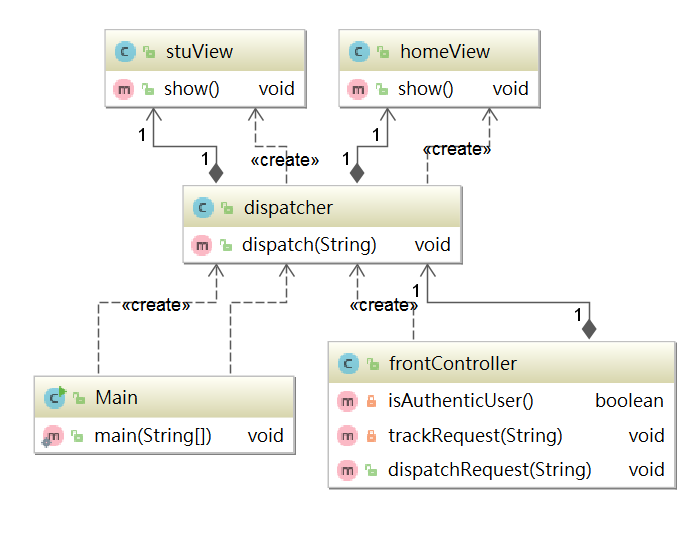 stuView
show() void
homeView
show() void
1
1
«create»
1
1
«create»
dispatcher
dispatch(String) void
«create»
«create»
1
1
frontController
isAuthenticUser() boolean
trackRequest(String) void
dispatchRequest(String) void
Main
main(String[]) void